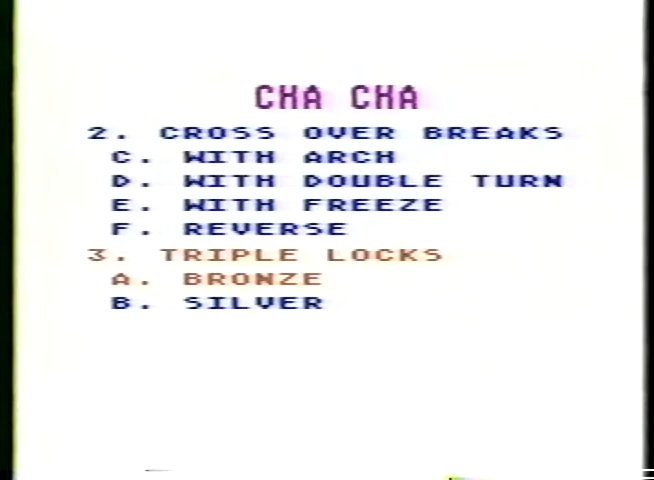 CHA CHA
2. CROSS OVER BREAKS
C. WITH ARCH
D. WITH DOUBLE TURN
E. WITH FREEZE
F. REVERSE
3. TRIPLE LOCKS
A. BRONZE
B. SILVER